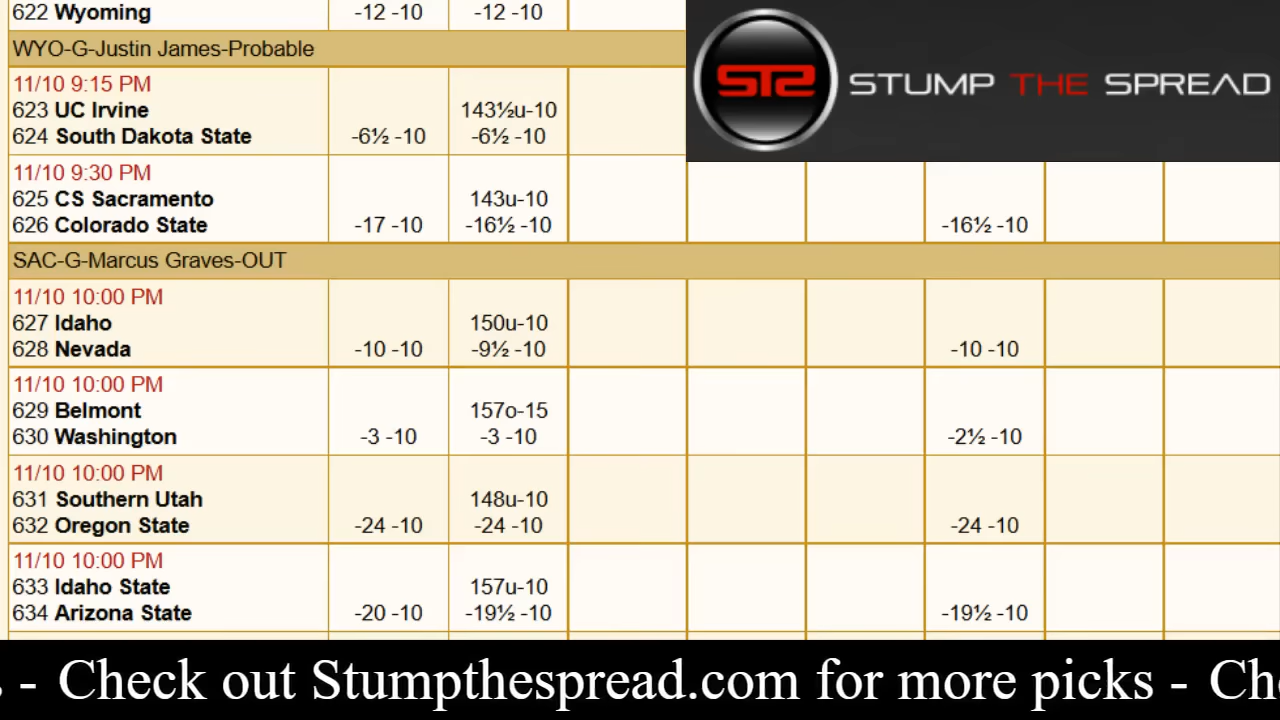 622 Wyoming -12 -10 -12 -10
STS STUMP THE SPREAD
WYO-G-Justin James-Probable
11/10 9:15 PM
623 UC Irvine 143½u-10
624 South Dakota State -6½ -10 -6½ -10
11/10 9:30 PM
625 CS Sacramento 143u-10
626 Colorado State -17 -10 -16½ -10 -16½ -10
SAC-G-Marcus Graves-OUT
11/10 10:00 PM
627 Idaho 150u-10
628 Nevada -10 -10 -9½ -10 -10 -10
11/10 10:00 PM
629 Belmont 157o-15
630 Washington -3 -10 -3 -10 -2½ -10
11/10 10:00 PM
631 Southern Utah 148u-10
632 Oregon State -24 -10 -24 -10 -24 -10
11/10 10:00 PM
633 Idaho State 157u-10
634 Arizona State -20 -10 -19½ -10 -19½ -10
- Check out Stumpthespread.com for more picks - Ch